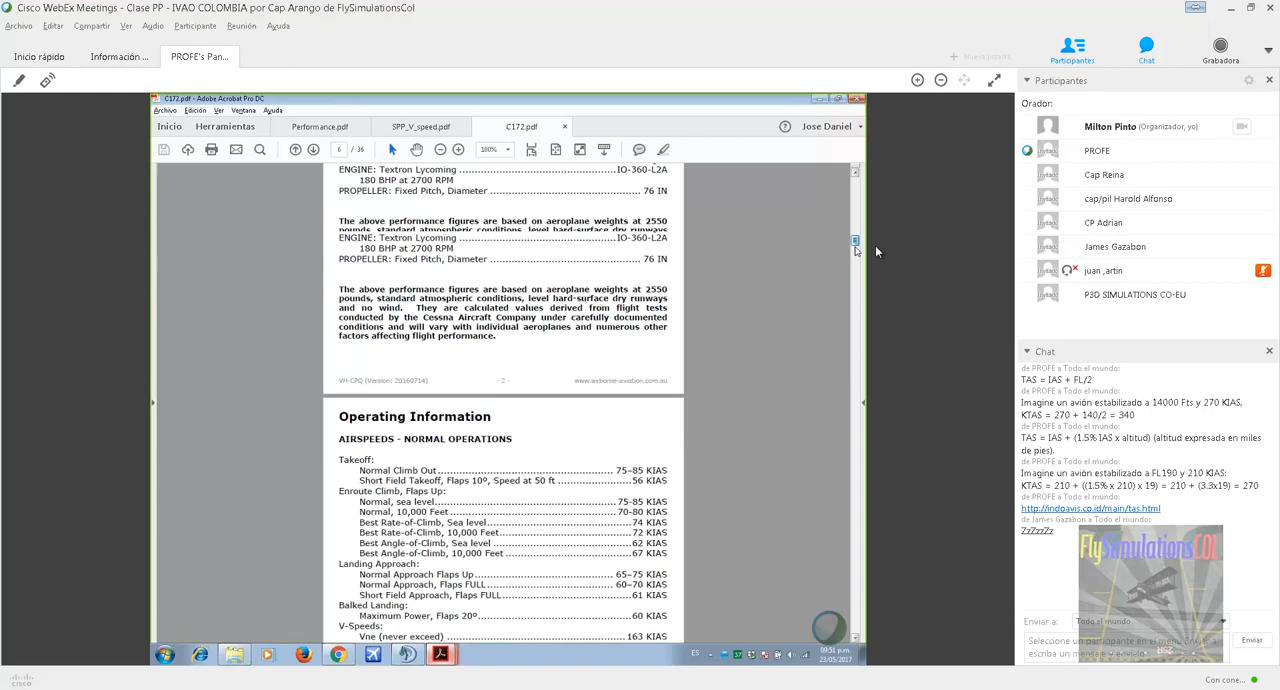 Cisco WebEx Meetings - Clase PP - IVAO COLOMBIA por Cap Arango de FlySimulationsCol
Archivo Editar Compartir Ver Audio Participante Reunión Ayuda
Inicio rápido Información ... PROFE's Pan... Nueva pizarra Participantes Chat Grabadora
C172.pdf - Adobe Acrobat Pro DC
Archivo Edición Ver Ventana Ayuda
Inicio Herramientas Performance.pdf SPP_V_speed.pdf C172.pdf Jose Daniel
6 / 36 100%
ENGINE: Textron Lycoming IO-360-L2A
180 BHP at 2700 RPM
PROPELLER: Fixed Pitch, Diameter 76 IN
The above performance figures are based on aeroplane weights at 2550
pounds, standard atmospheric conditions, level hard-surface dry runways
ENGINE: Textron Lycoming IO-360-L2A
180 BHP at 2700 RPM
PROPELLER: Fixed Pitch, Diameter 76 IN
The above performance figures are based on aeroplane weights at 2550
pounds, standard atmospheric conditions, level hard-surface dry runways
and no wind. They are calculated values derived from flight tests
conducted by the Cessna Aircraft Company under carefully documented
conditions and will vary with individual aeroplanes and numerous other
factors affecting flight performance.
VH-CPQ (Version: 20160714) - 2 - www.airborne-aviation.com.au
Operating Information
AIRSPEEDS - NORMAL OPERATIONS
Takeoff:
Normal Climb Out 75-85 KIAS
Short Field Takeoff, Flaps 10º, Speed at 50 ft 56 KIAS
Enroute Climb, Flaps Up:
Normal, sea level 75-85 KIAS
Normal, 10,000 Feet 70-80 KIAS
Best Rate-of-Climb, Sea level 74 KIAS
Best Rate-of-Climb, 10,000 Feet 72 KIAS
Best Angle-of-Climb, Sea level 62 KIAS
Best Angle-of-Climb, 10,000 Feet 67 KIAS
Landing Approach:
Normal Approach Flaps Up 65–75 KIAS
Normal Approach, Flaps FULL 60–70 KIAS
Short Field Approach, Flaps FULL 61 KIAS
Balked Landing:
Maximum Power, Flaps 20º 60 KIAS
V-Speeds:
Vne (never exceed) 163 KIAS
ES 37 09:51 p.m.
23/05/2017
Participantes
Orador:
Milton Pinto (Organizador, yo)
Invitado PROFE
Invitado Cap Reina
Invitado cap/pil Harold Alfonso
Invitado CP Adrian
Invitado James Gazabon
Invitado juan ,artin
Invitado P3D SIMULATIONS CO-EU
Chat
de PROFE a Todo el mundo:
TAS = IAS + FL/2
de PROFE a Todo el mundo:
Imagine un avión estabilizado a 14000 Fts y 270 KIAS,
KTAS = 270 + 140/2 = 340
de PROFE a Todo el mundo:
TAS = IAS + (1.5% IAS x altitud) (altitud expresada en miles
de pies).
de PROFE a Todo el mundo:
Imagine un avión estabilizado a FL190 y 210 KIAS:
KTAS = 210 + ((1.5% x 210) x 19) = 210 + (3.3x19) = 270
de PROFE a Todo el mundo:
http://indoavis.co.id/main/tas.html
de James Gazabon a Todo el mundo:
ZzZzzZz
FlySimulationsCOL
Enviar a: Todo el mundo
Seleccione un participante en el menú Enviar a
escriba un mensaje y envíelo
Enviar
cisco
Con cone...